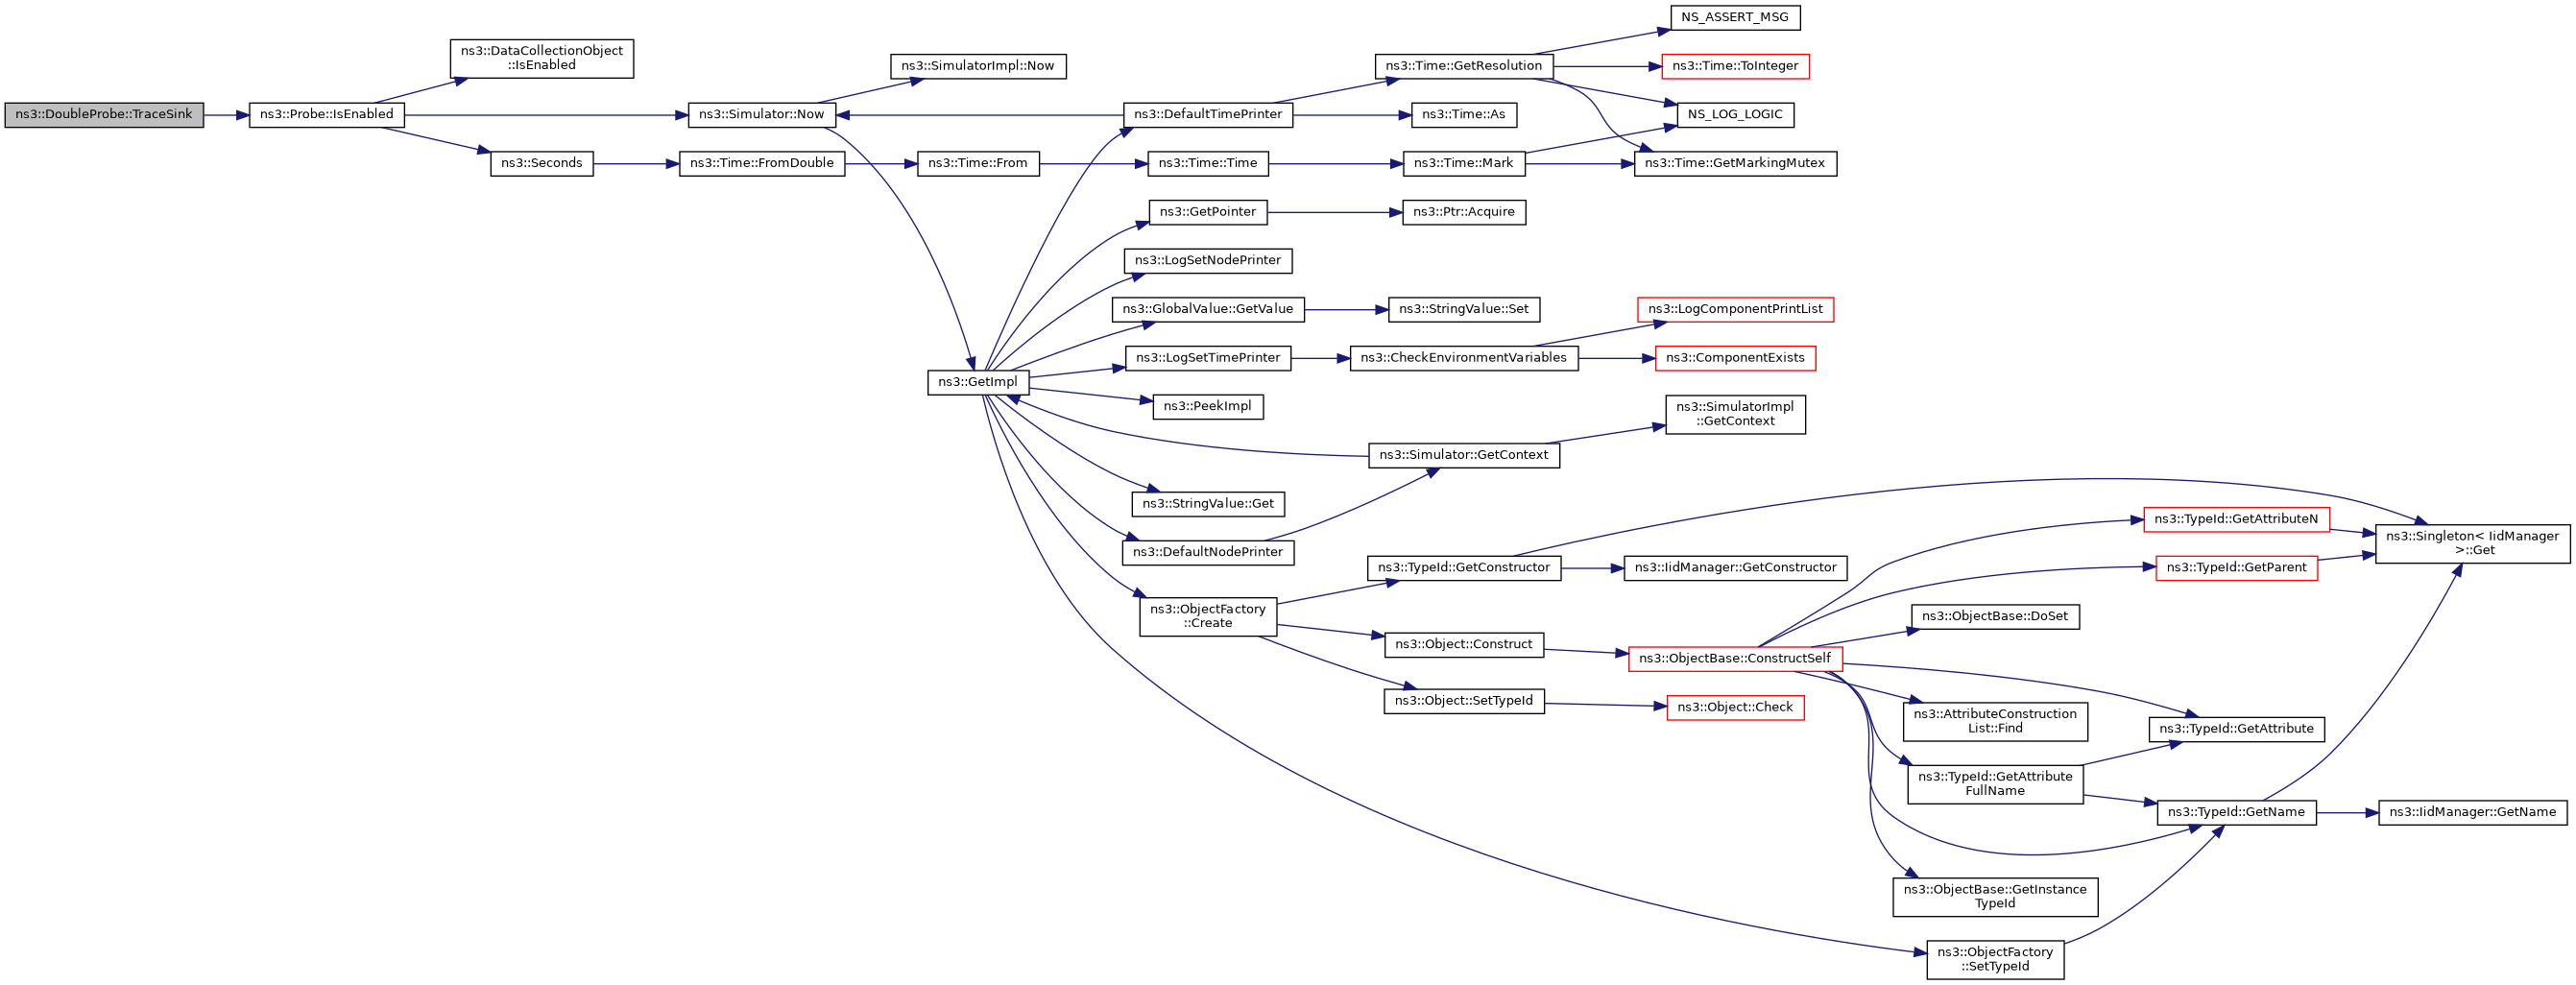 ns3::DoubleProbe::TraceSink
ns3::Probe::IsEnabled
ns3::DataCollectionObject
::IsEnabled
ns3::Simulator::Now
ns3::Seconds
ns3::SimulatorImpl::Now
ns3::Time::FromDouble
ns3::Time::From
ns3::GetImpl
ns3::DefaultTimePrinter
ns3::Time::Time
ns3::GetPointer
ns3::LogSetNodePrinter
ns3::GlobalValue::GetValue
ns3::LogSetTimePrinter
ns3::PeekImpl
ns3::StringValue::Get
ns3::DefaultNodePrinter
ns3::ObjectFactory
::Create
ns3::Time::GetResolution
ns3::Time::As
ns3::Time::Mark
ns3::Ptr::Acquire
ns3::StringValue::Set
ns3::CheckEnvironmentVariables
ns3::Simulator::GetContext
ns3::TypeId::GetConstructor
ns3::Object::Construct
ns3::Object::SetTypeId
NS_ASSERT_MSG
ns3::Time::ToInteger
NS_LOG_LOGIC
ns3::Time::GetMarkingMutex
ns3::LogComponentPrintList
ns3::ComponentExists
ns3::SimulatorImpl
::GetContext
ns3::IidManager::GetConstructor
ns3::ObjectBase::ConstructSelf
ns3::Object::Check
ns3::ObjectBase::DoSet
ns3::AttributeConstruction
List::Find
ns3::TypeId::GetAttribute
FullName
ns3::ObjectBase::GetInstance
TypeId
ns3::ObjectFactory
::SetTypeId
ns3::TypeId::GetAttributeN
ns3::TypeId::GetParent
ns3::TypeId::GetAttribute
ns3::TypeId::GetName
ns3::Singleton< IidManager
>::Get
ns3::IidManager::GetName